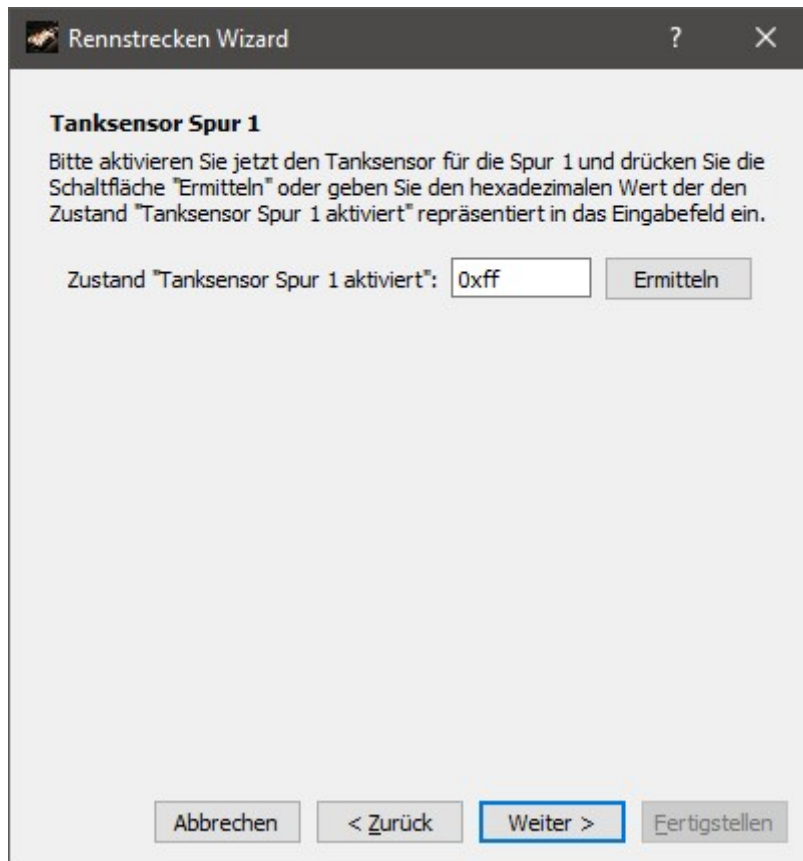 Rennstrecken Wizard ?
Tanksensor Spur 1
Bitte aktivieren Sie jetzt den Tanksensor für die Spur 1 und drücken Sie die
Schaltfläche "Ermitteln" oder geben Sie den hexadezimalen Wert der den
Zustand "Tanksensor Spur 1 aktiviert" repräsentiert in das Eingabefeld ein.
Zustand "Tanksensor Spur 1 aktiviert": 0xff Ermitteln
Abbrechen < Zurück Weiter > Fertigstellen